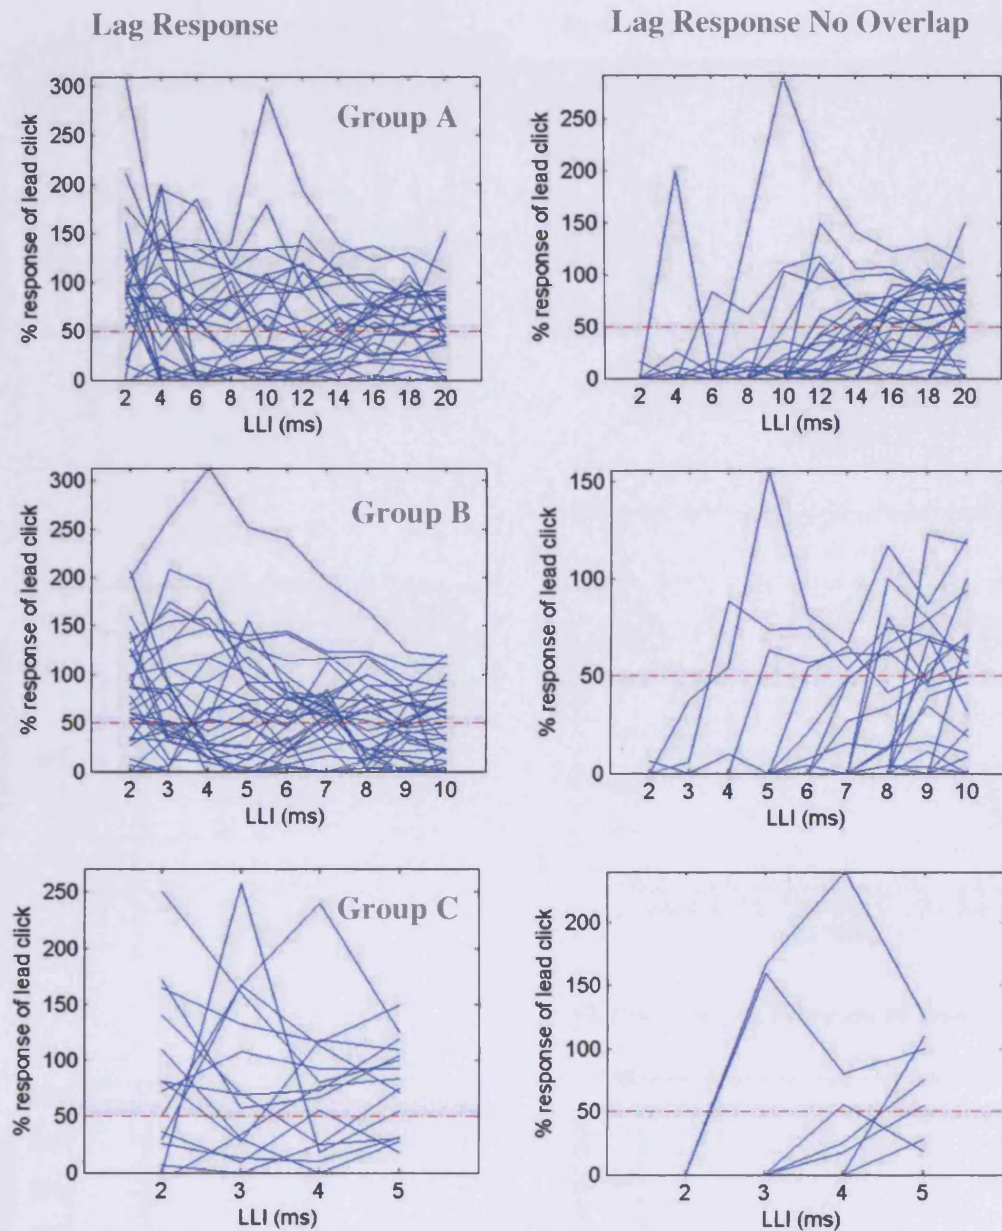 Lag Response
Lag Response No Overlap
Group A
% response of lead click
300
250
200
150
100
50
0
2 4 6 8 10 12 14 16 18 20
LLI (ms)
% response of lead click
250
200
150
100
50
0
2 4 6 8 10 12 14 16 18 20
LLI (ms)
Group B
% response of lead click
300
250
200
150
100
50
0
2 3 4 5 6 7 8 9 10
LLI (ms)
% response of lead click
150
100
50
0
2 3 4 5 6 7 8 9 10
LLI (ms)
Group C
% response of lead click
250
200
150
100
50
0
2 3 4 5
LLI (ms)
% response of lead click
200
150
100
50
0
2 3 4 5
LLI (ms)